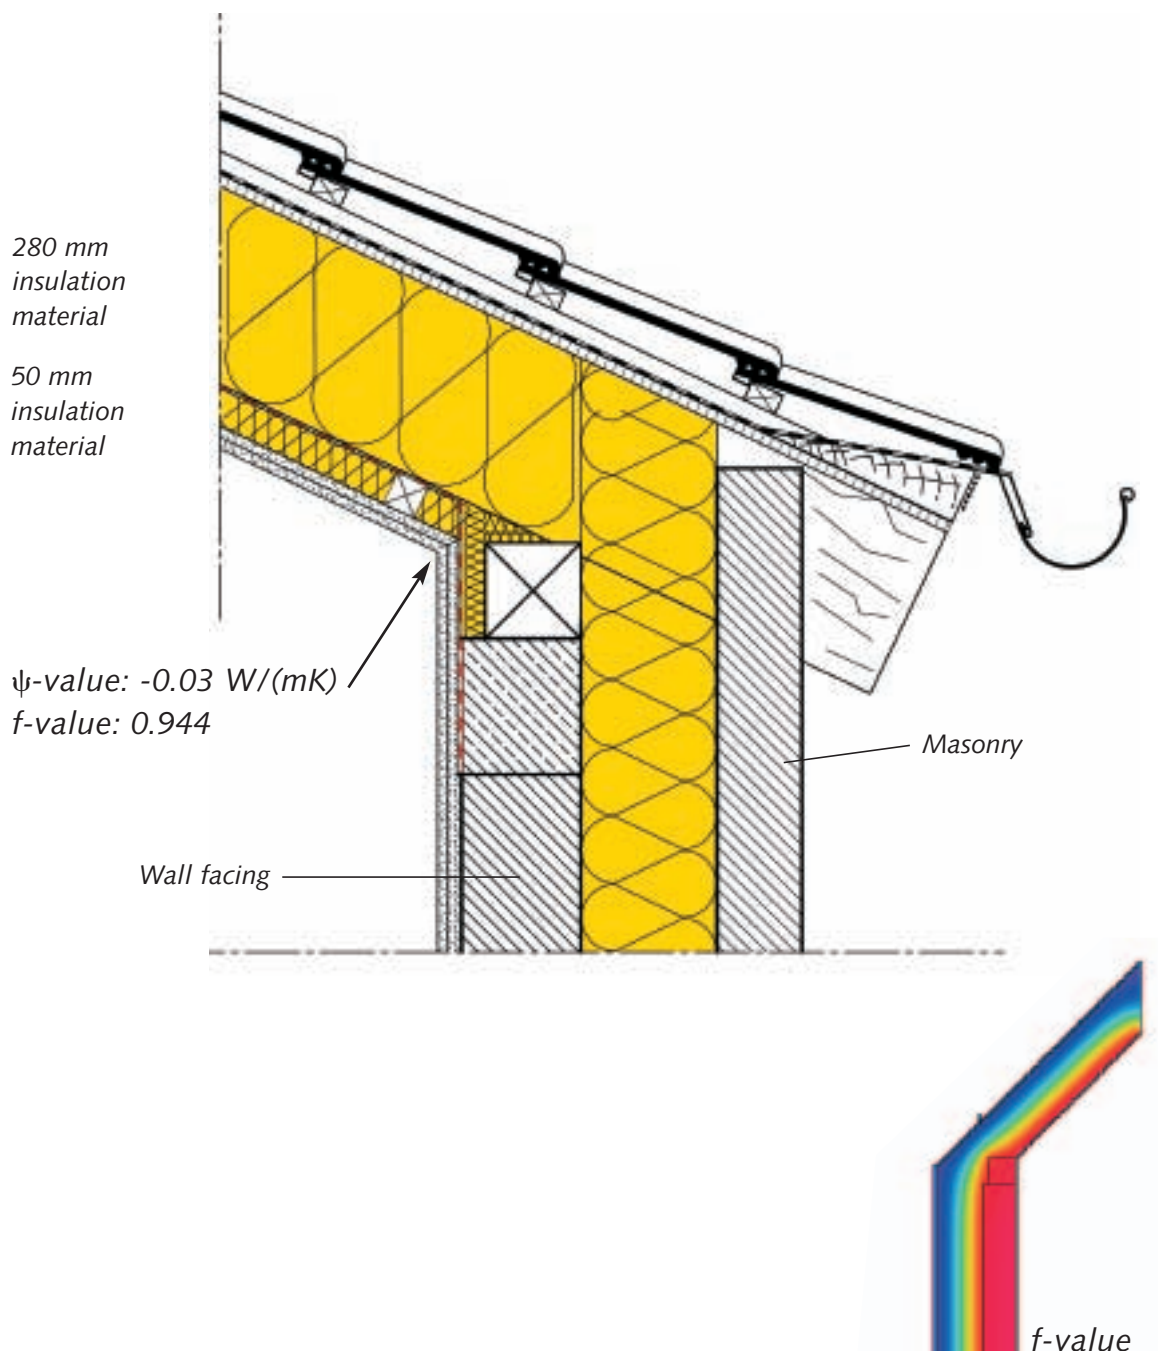 280 mm
insulation
material
50 mm
insulation
material
ψ-value: -0.03 W/(mK)
f-value: 0.944
Masonry
Wall facing
f-value